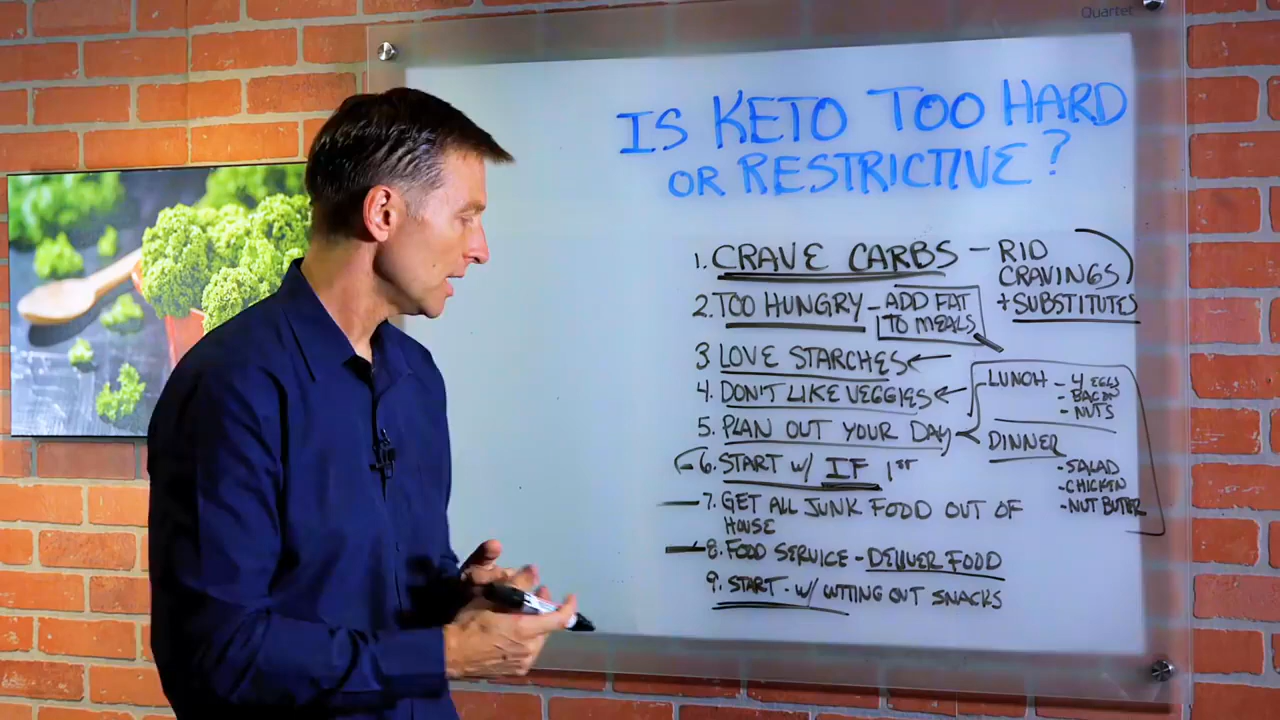 Quartet
IS KETO TOO HARD
OR RESTRICTIVE?
1. CRAVE CARBS - RID
CRAVINGS
+ SUBSTITUTES
2. TOO HUNGRY - ADD FAT
TO MEALS
3 LOVE STARCHES ←
4. DON'T LIKE VEGGIES ←
5. PLAN OUT YOUR DAY
LUNCH - 4 EGGS
- BACON
- NUTS
DINNER
- SALAD
- CHICKEN
- NUT BUTTER
6. START W/ IF 1ST
7. GET ALL JUNK FOOD OUT OF
HOUSE
8. FOOD SERVICE - DELIVER FOOD
9. START - W/ CUTTING OUT SNACKS